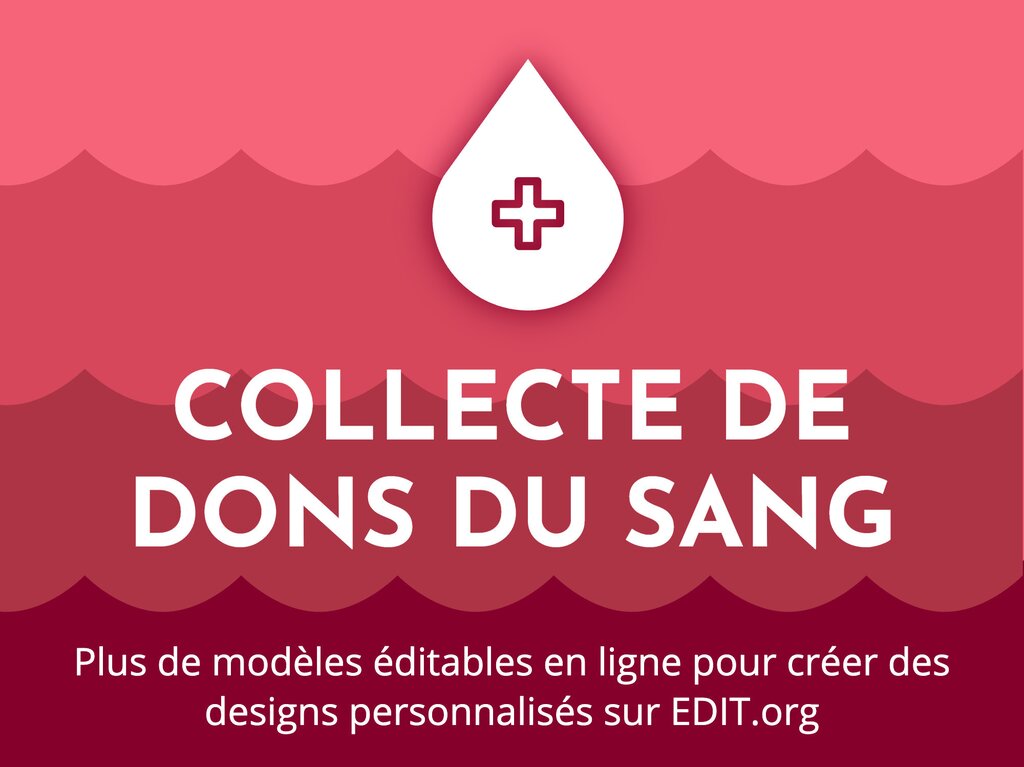 COLLECTE DE
DONS DU SANG
Plus de modèles éditables en ligne pour créer des
designs personnalisés sur EDIT.org